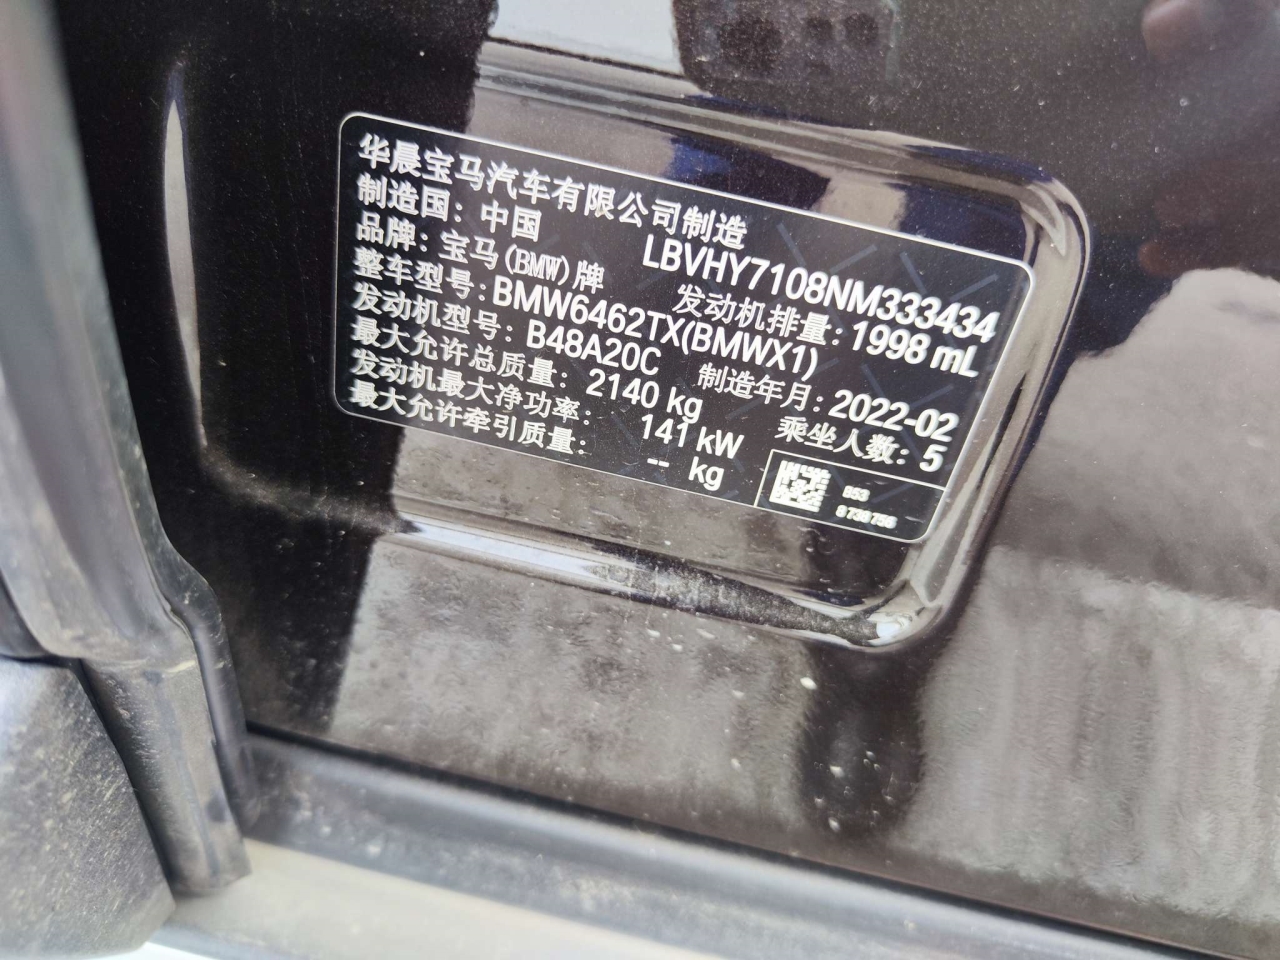 华晨宝马汽车有限公司制造
制造国：中国 LBVHY7108NM333434
品牌：宝马(BMW)牌 发动机排量：1998 mL
整车型号：BMW6462TX(BMWX1)
发动机型号：B48A20C 制造年月：2022-02
最大允许总质量：2140 kg 乘坐人数：5
发动机最大净功率：141 kW
最大允许牵引质量：-- kg